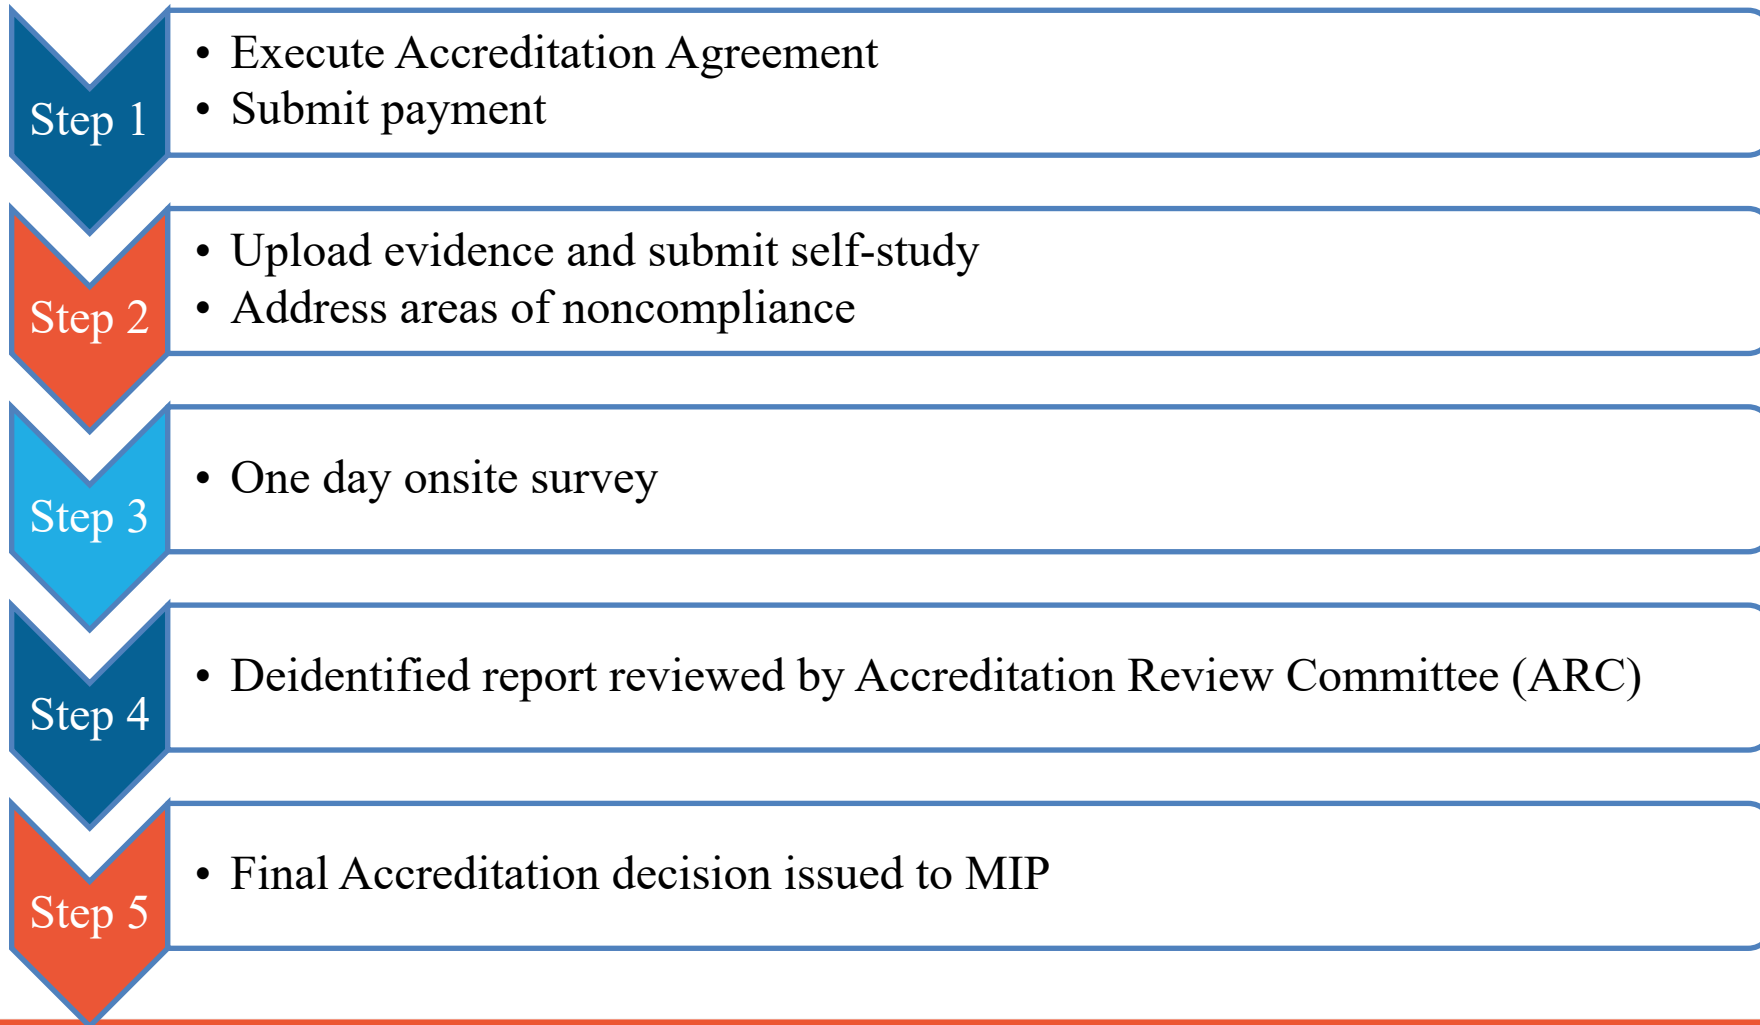 Step 1
• Execute Accreditation Agreement
• Submit payment
Step 2
• Upload evidence and submit self-study
• Address areas of noncompliance
Step 3
• One day onsite survey
Step 4
• Deidentified report reviewed by Accreditation Review Committee (ARC)
Step 5
• Final Accreditation decision issued to MIP